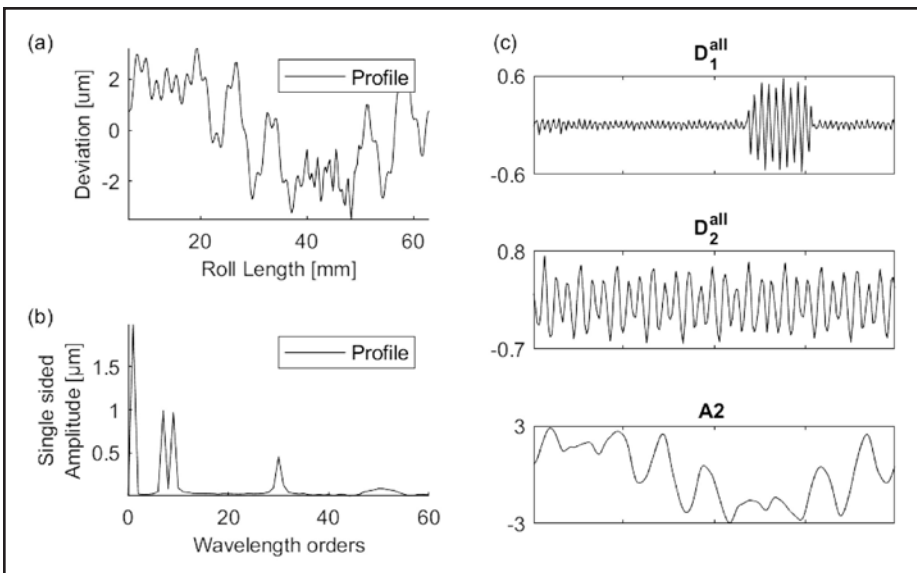 (a)
Deviation [µm]
2
0
-2
Profile
20
40
60
Roll Length [mm]
(b)
Single sided
Amplitude [µm]
1.5
1
0.5
Profile
0
20
40
60
Wavelength orders
(c)
D₁ᵃˡˡ
0.6
-0.6
D₂ᵃˡˡ
0.8
-0.7
A2
3
-3